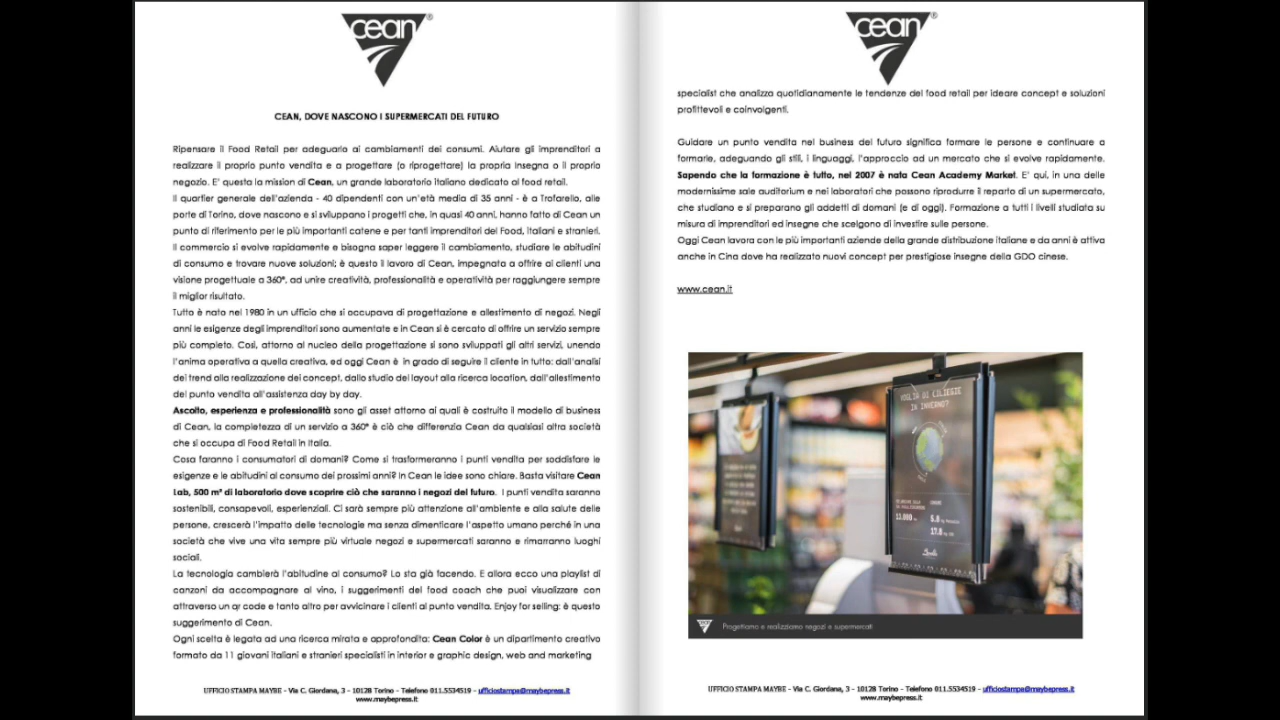 cean®
CEAN, DOVE NASCONO I SUPERMERCATI DEL FUTURO
Ripensare il Food Retail per adeguarlo ai cambiamenti dei consumi. Aiutare gli imprenditori a
realizzare il proprio punto vendita e a progettare (o riprogettare) la propria Insegna o il proprio
negozio. E' questa la mission di Cean, un grande laboratorio italiano dedicato al food retail.
Il quartier generale dell'azienda - 40 dipendenti con un'età media di 35 anni - è a Trofarello, alle
porte di Torino, dove nascono e si sviluppano i progetti che, in quasi 40 anni, hanno fatto di Cean un
punto di riferimento per le più importanti catene e per tanti imprenditori del Food, italiani e stranieri.
Il commercio si evolve rapidamente e bisogna saper leggere il cambiamento, studiare le abitudini
di consumo e trovare nuove soluzioni; è questo il lavoro di Cean, impegnata a offrire ai clienti una
visione progettuale a 360°, ad unire creatività, professionalità e operatività per raggiungere sempre
il miglior risultato.
Tutto è nato nel 1980 in un ufficio che si occupava di progettazione e allestimento di negozi. Negli
anni le esigenze degli imprenditori sono aumentate e in Cean si è cercato di offrire un servizio sempre
più completo. Così, attorno al nucleo della progettazione si sono sviluppati gli altri servizi, unendo
l'anima operativa a quella creativa, ed oggi Cean è in grado di seguire il cliente in tutto: dall'analisi
dei trend alla realizzazione dei concept, dallo studio del layout alla ricerca location, dall'allestimento
del punto vendita all'assistenza day by day.
Ascolto, esperienza e professionalità sono gli asset attorno ai quali è costruito il modello di business
di Cean, la completezza di un servizio a 360° è ciò che differenzia Cean da qualsiasi altra società
che si occupa di Food Retail in Italia.
Cosa faranno i consumatori di domani? Come si trasformeranno i punti vendita per soddisfare le
esigenze e le abitudini al consumo dei prossimi anni? In Cean le idee sono chiare. Basta visitare Cean
Lab, 500 m² di laboratorio dove scoprire ciò che saranno i negozi del futuro. I punti vendita saranno
sostenibili, consapevoli, esperienziali. Ci sarà sempre più attenzione all'ambiente e alla salute delle
persone, crescerà l'impatto delle tecnologie ma senza dimenticare l'aspetto umano perché in una
società che vive una vita sempre più virtuale negozi e supermercati saranno e rimarranno luoghi
sociali.
La tecnologia cambierà l'abitudine al consumo? Lo sta già facendo. E allora ecco una playlist di
canzoni da accompagnare al vino, i suggerimenti del food coach che puoi visualizzare con
attraverso un qr code e tanto altro per avvicinare i clienti al punto vendita. Enjoy for selling: è questo
suggerimento di Cean.
Ogni scelta è legata ad una ricerca mirata e approfondita: Cean Color è un dipartimento creativo
formato da 11 giovani italiani e stranieri specialisti in interior e graphic design, web and marketing
UFFICIO STAMPA MAYBE - Via C. Giordana, 3 - 10128 Torino - Telefono 011.5534519 - ufficiostampa@maybepress.it
www.maybepress.it
cean®
specialist che analizza quotidianamente le tendenze del food retail per ideare concept e soluzioni
profittevoli e coinvolgenti.
Guidare un punto vendita nel business del futuro significa formare le persone e continuare a
formarle, adeguando gli stili, i linguaggi, l'approccio ad un mercato che si evolve rapidamente.
Sapendo che la formazione è tutto, nel 2007 è nata Cean Academy Market. E' qui, in una delle
modernissime sale auditorium e nei laboratori che possono riprodurre il reparto di un supermercato,
che studiano e si preparano gli addetti di domani (e di oggi). Formazione a tutti i livelli studiata su
misura di imprenditori ed insegne che scelgono di investire sulle persone.
Oggi Cean lavora con le più importanti aziende della grande distribuzione italiane e da anni è attiva
anche in Cina dove ha realizzato nuovi concept per prestigiose insegne della GDO cinese.
www.cean.it
VOGLIA DI CILIEGIE
IN INVERNO?
13.000
5.0
17.0
Progettiamo e realizziamo negozi e supermercati
UFFICIO STAMPA MAYBE - Via C. Giordana, 3 - 10128 Torino - Telefono 011.5534519 - ufficiostampa@maybepress.it
www.maybepress.it